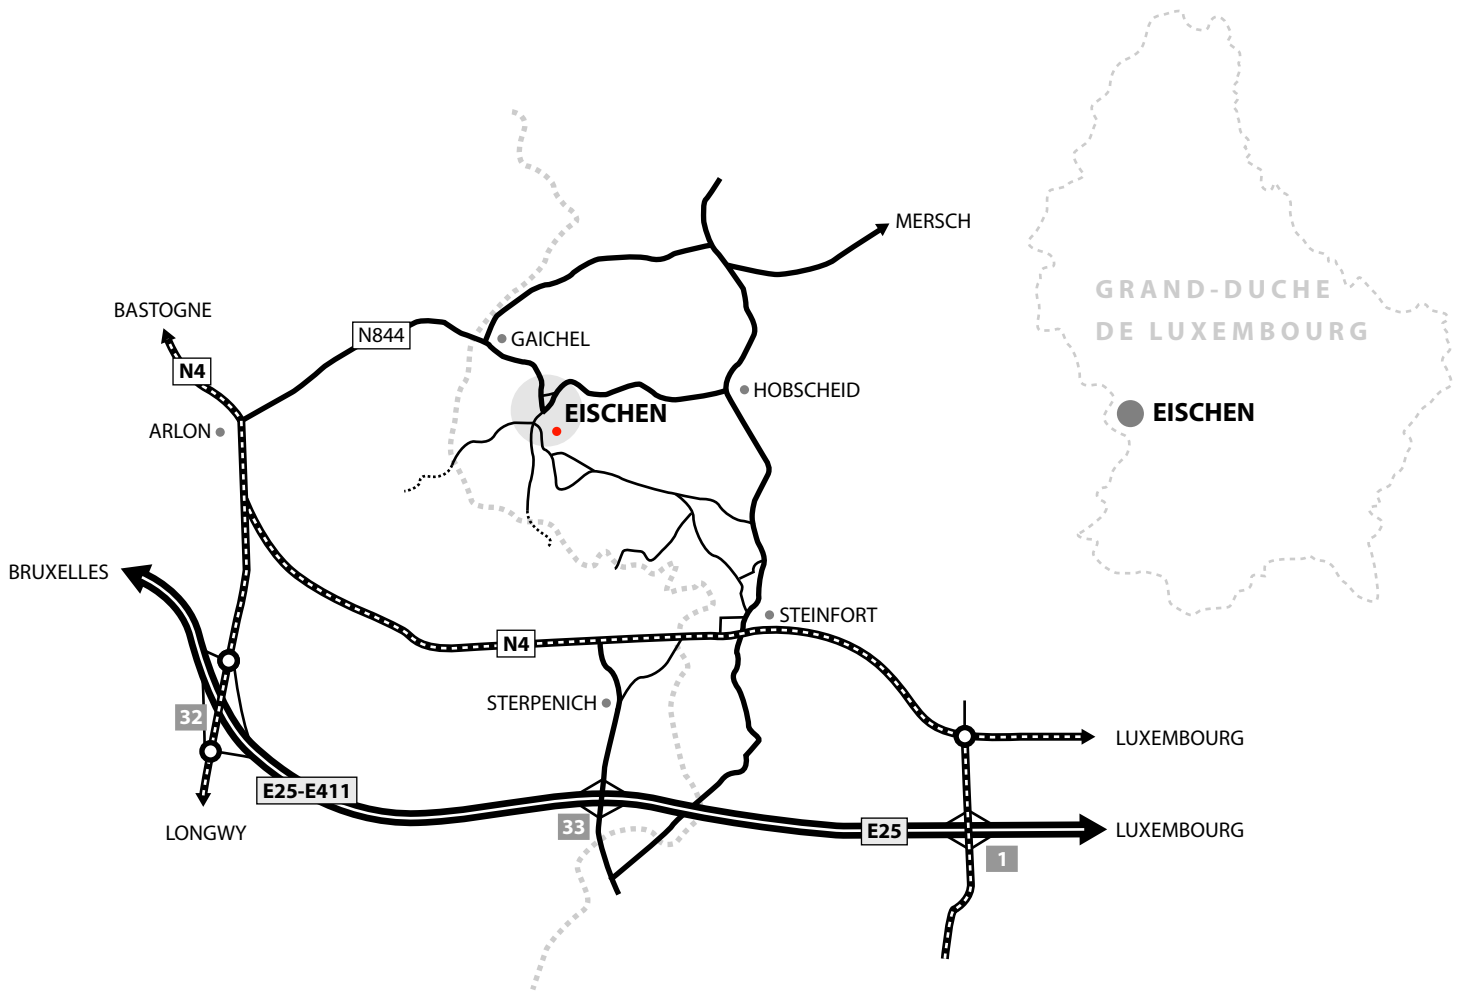 MERSCH
GRAND-DUCHE
DE LUXEMBOURG
BASTOGNE
N844
GAICHEL
N4
HOBSCHEID
EISCHEN
EISCHEN
ARLON
BRUXELLES
STEINFORT
N4
STERPENICH
32
LUXEMBOURG
E25-E411
33
E25
LUXEMBOURG
LONGWY
1